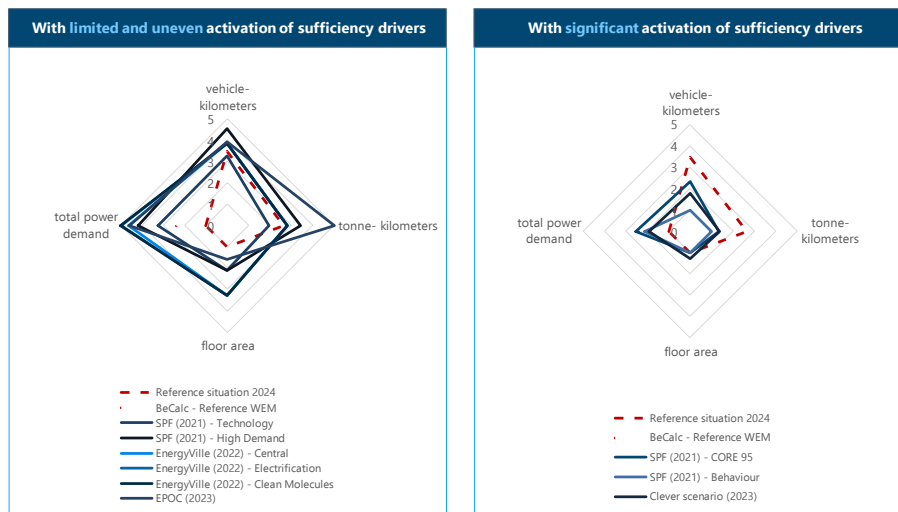 With limited and uneven activation of sufficiency drivers
vehicle-
kilometers
5
4
3
2
0
total power
demand
tonne- kilometers
floor area
Reference situation 2024
BeCalc - Reference WEM
SPF (2021) - Technology
SPF (2021) - High Demand
EnergyVille (2022) - Central
EnergyVille (2022) - Electrification
EnergyVille (2022) - Clean Molecules
EPOC (2023)
With significant activation of sufficiency drivers
vehicle-
kilometers
5
4
3
2
0
total power
demand
tonne-
kilometers
floor area
Reference situation 2024
BeCalc - Reference WEM
SPF (2021) - CORE 95
SPF (2021) - Behaviour
Clever scenario (2023)